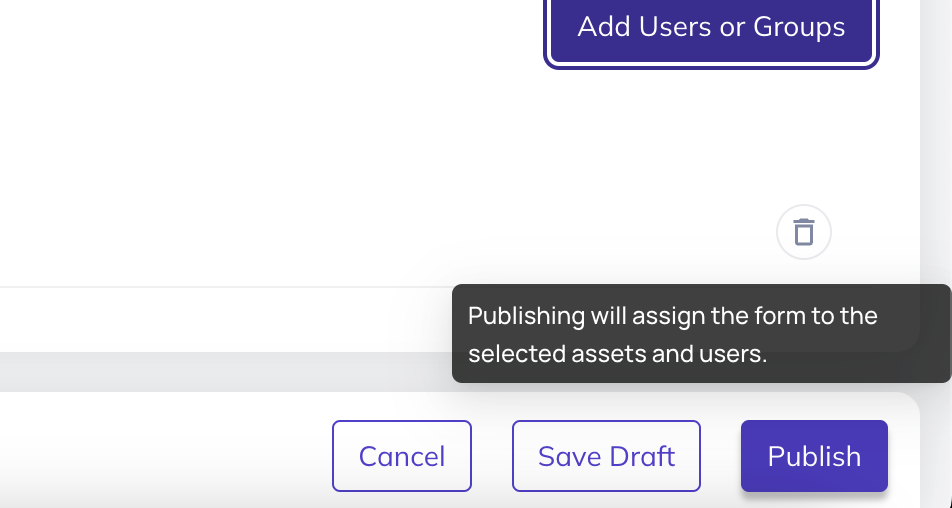 Add Users or Groups
Publishing will assign the form to the
selected assets and users.
Cancel
Save Draft
Publish